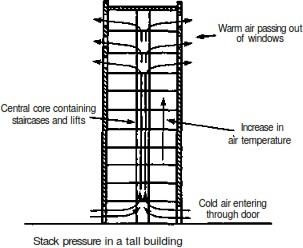 Warm air passing out
of windows
Central core containing
staircases and lifts
Increase in
air temperature
Cold air entering
through door
Stack pressure in a tall building